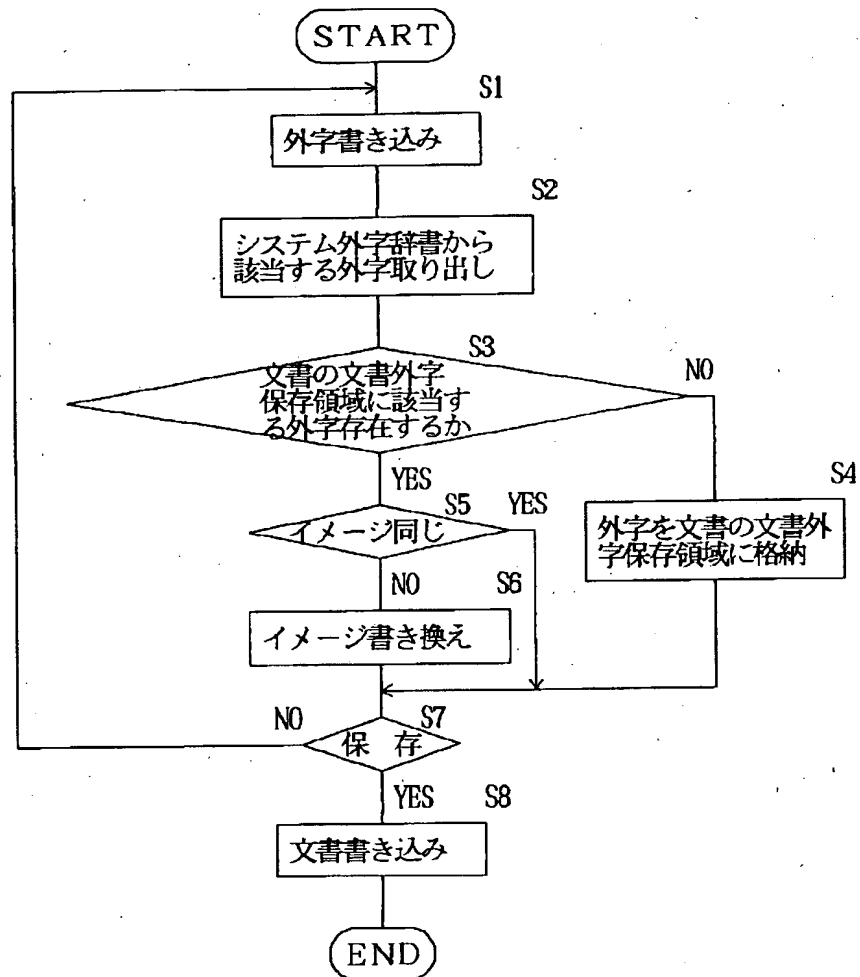 START
S1
外字書き込み
S2
システム外字辞書から
該当する外字取り出し
S3
文書の文書外字
保存領域に該当す
る外字存在するか
NO
YES
S4
外字を文書の文書外
字保存領域に格納
S5
YES
イメージ同じ
NO
S6
イメージ書き換え
NO
S7
保 存
YES
S8
文書書き込み
END